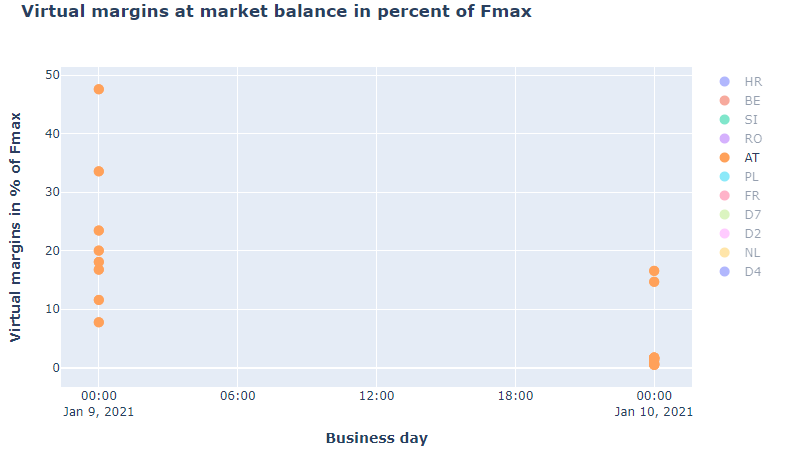 Virtual margins at market balance in percent of Fmax
Virtual margins in % of Fmax
50
40
30
20
10
0
00:00
Jan 9, 2021
06:00
12:00
18:00
00:00
Jan 10, 2021
Business day
HR
BE
SI
RO
AT
PL
FR
D7
D2
NL
D4